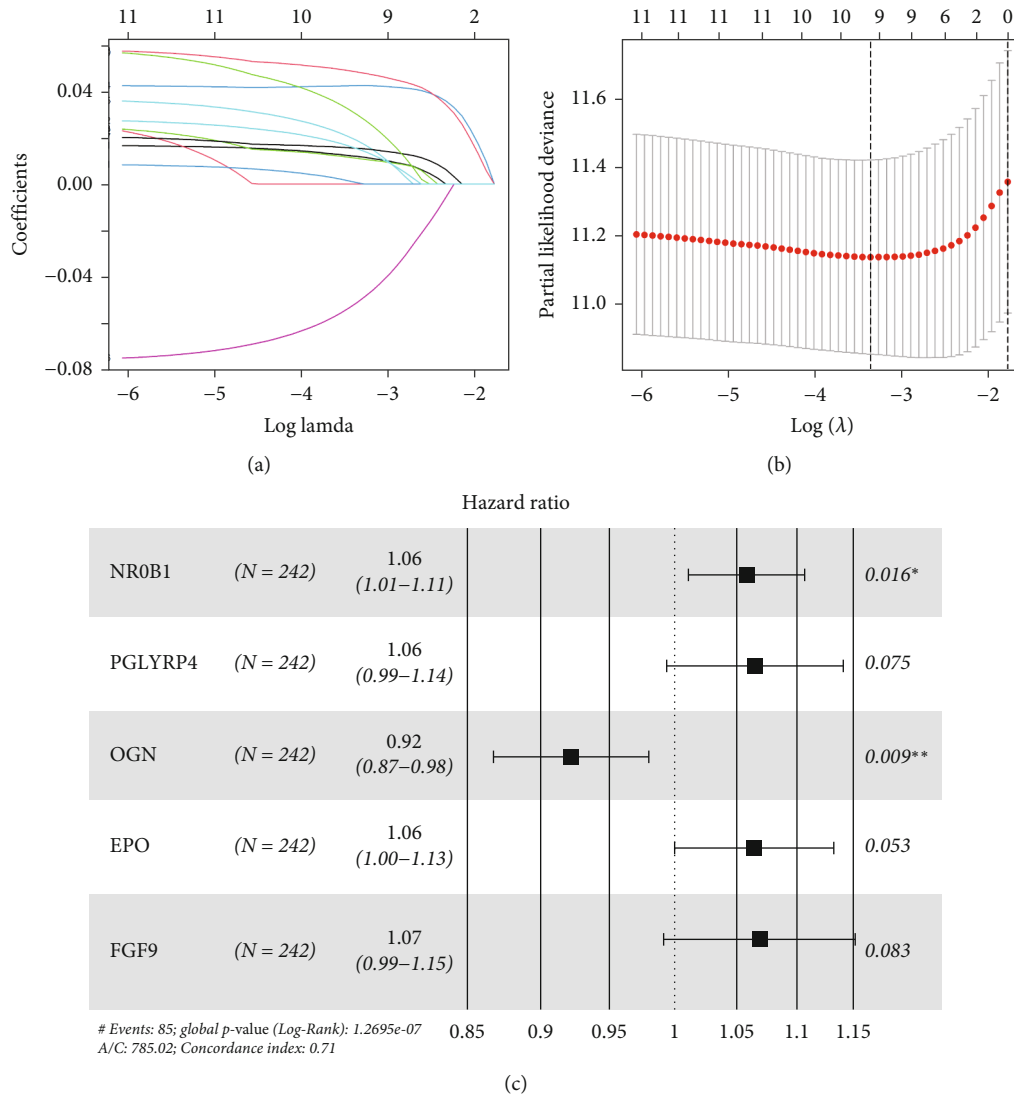 11 11 11 10 9 2
0.04
0.00
−0.04
−0.08
Coefficients
−6 −5 −4 −3 −2
Log lamda
(a)
11 11 11 11 10 10 9 9 6 2 0
11.6
11.4
11.2
11.0
Partial likelihood deviance
−6 −5 −4 −3 −2
Log (λ)
(b)
Hazard ratio
NR0B1 (N = 242) 1.06 (1.01−1.11) 0.016*
PGLYRP4 (N = 242) 1.06 (0.99−1.14) 0.075
OGN (N = 242) 0.92 (0.87−0.98) 0.009**
EPO (N = 242) 1.06 (1.00−1.13) 0.053
FGF9 (N = 242) 1.07 (0.99−1.15) 0.083
# Events: 85; global p-value (Log-Rank): 1.2695e-07
A/C: 785.02; Concordance index: 0.71
0.85 0.9 0.95 1 1.05 1.1 1.15
(c)